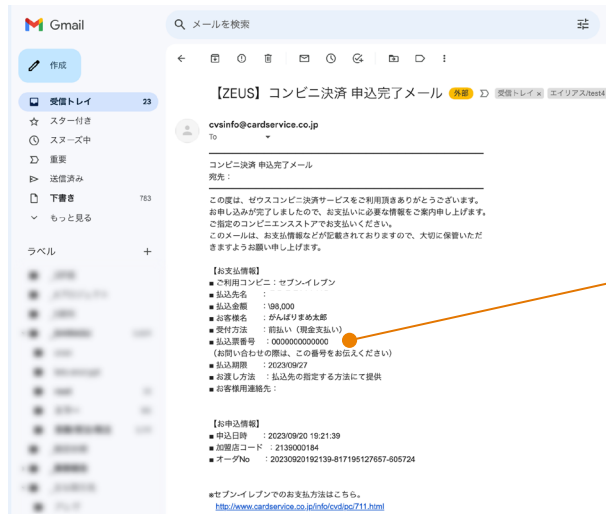 Gmail
メールを検索
作成
受信トレイ 23
スター付き
スヌーズ中
重要
送信済み
下書き 783
もっと見る
ラベル +
【ZEUS】コンビニ決済 申込完了メール 外部 受信トレイ × エイリアス/test4
cvsinfo@cardservice.co.jp
To
コンビニ決済 申込完了メール
宛先：
この度は、ゼウスコンビニ決済サービスをご利用頂きありがとうございます。
お申し込みが完了しましたので、お支払いに必要な情報をご案内申し上げます。
ご指定のコンビニエンスストアでお支払いください。
このメールは、お支払情報などが記載されておりますので、大切に保管いただ
きますようお願い申し上げます。
【お支払情報】
■ ご利用コンビニ：セブン-イレブン
■ 払込先名　：
■ 払込金額　：\98,000
■ お客様名　：がんばりまめ太郎
■ 受付方法　：前払い（現金支払い）
■ 払込票番号　：0000000000000
（お問い合わせの際は、この番号をお伝えください）
■ 払込期限　：2023/09/27
■ お渡し方法　：払込先の指定する方法にて提供
■ お客様用連絡先：
【お申込情報】
■ 申込日時　：2023/09/20 19:21:39
■ 加盟店コード　：2139000184
■ オーダNo　：20230920192139-817195127657-605724
※セブン-イレブンでのお支払方法はこちら。
http://www.cardservice.co.jp/info/cvd/pc/711.html